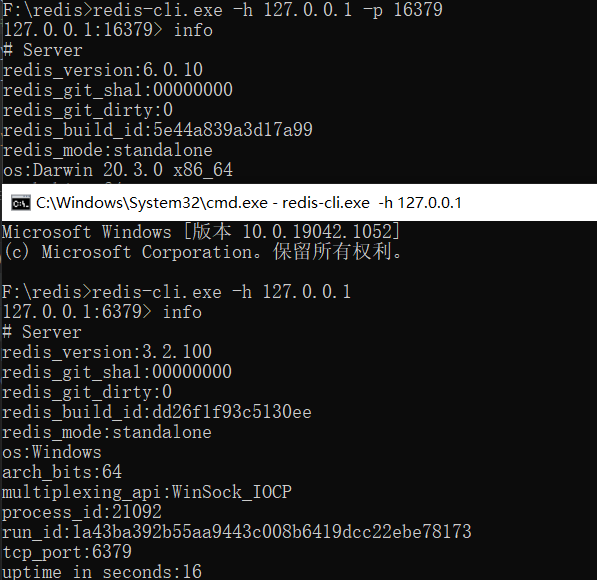 F:\redis>redis-cli.exe -h 127.0.0.1 -p 16379
127.0.0.1:16379> info
# Server
redis_version:6.0.10
redis_git_sha1:00000000
redis_git_dirty:0
redis_build_id:5e44a839a3d17a99
redis_mode:standalone
os:Darwin 20.3.0 x86_64
C:\Windows\System32\cmd.exe - redis-cli.exe  -h 127.0.0.1
Microsoft Windows [版本 10.0.19042.1052]
(c) Microsoft Corporation。保留所有权利。
F:\redis>redis-cli.exe -h 127.0.0.1
127.0.0.1:6379> info
# Server
redis_version:3.2.100
redis_git_sha1:00000000
redis_git_dirty:0
redis_build_id:dd26f1f93c5130ee
redis_mode:standalone
os:Windows
arch_bits:64
multiplexing_api:WinSock_IOCP
process_id:21092
run_id:1a43ba392b55aa9443c008b6419dcc22ebe78173
tcp_port:6379
uptime_in_seconds:16